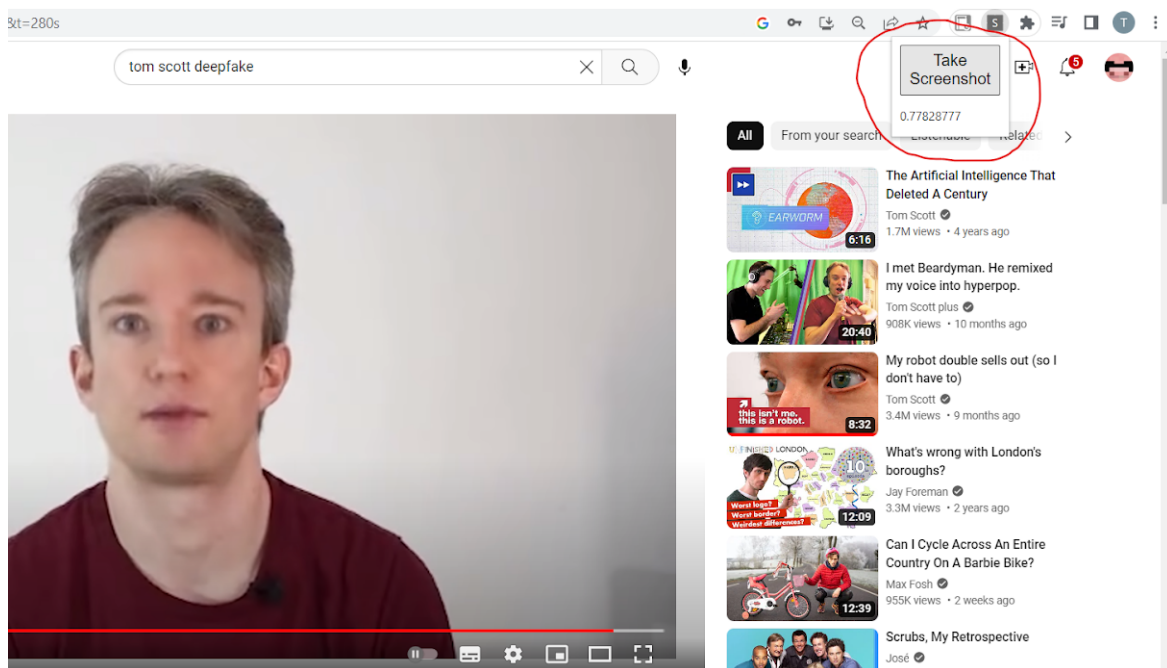 &t=280s
S
T
tom scott deepfake
Take
Screenshot
0.77828777
5
All
From your search
Listenable
Related
EARWORM
6:16
The Artificial Intelligence That
Deleted A Century
Tom Scott
1.7M views • 4 years ago
20:40
I met Beardyman. He remixed
my voice into hyperpop.
Tom Scott plus
908K views • 10 months ago
this isn't me.
this is a robot.
8:32
My robot double sells out (so I
don't have to)
Tom Scott
3.4M views • 9 months ago
UNFINISHED LONDON
10
Worst logo?
Worst border?
Weirdest differences?
12:09
What's wrong with London's
boroughs?
Jay Foreman
3.3M views • 2 years ago
12:39
Can I Cycle Across An Entire
Country On A Barbie Bike?
Max Fosh
955K views • 2 weeks ago
Scrubs, My Retrospective
José